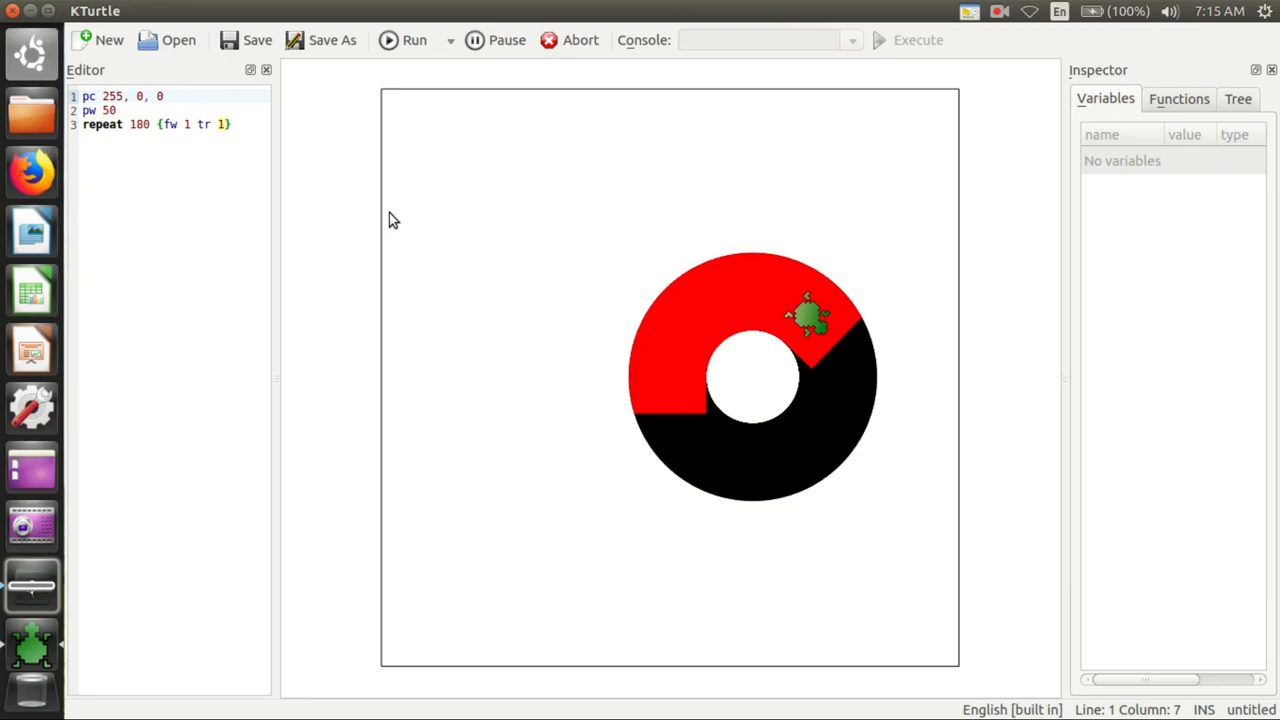 KTurtle
En
(100%)
7:15 AM
New
Open
Save
Save As
Run
Pause
Abort
Console:
Execute
Editor
Inspector
1 pc 255, 0, 0
2 pw 50
3 repeat 180 {fw 1 tr 1}
Variables Functions Tree
name value type
No variables
English [built in] Line: 1 Column: 7 INS untitled